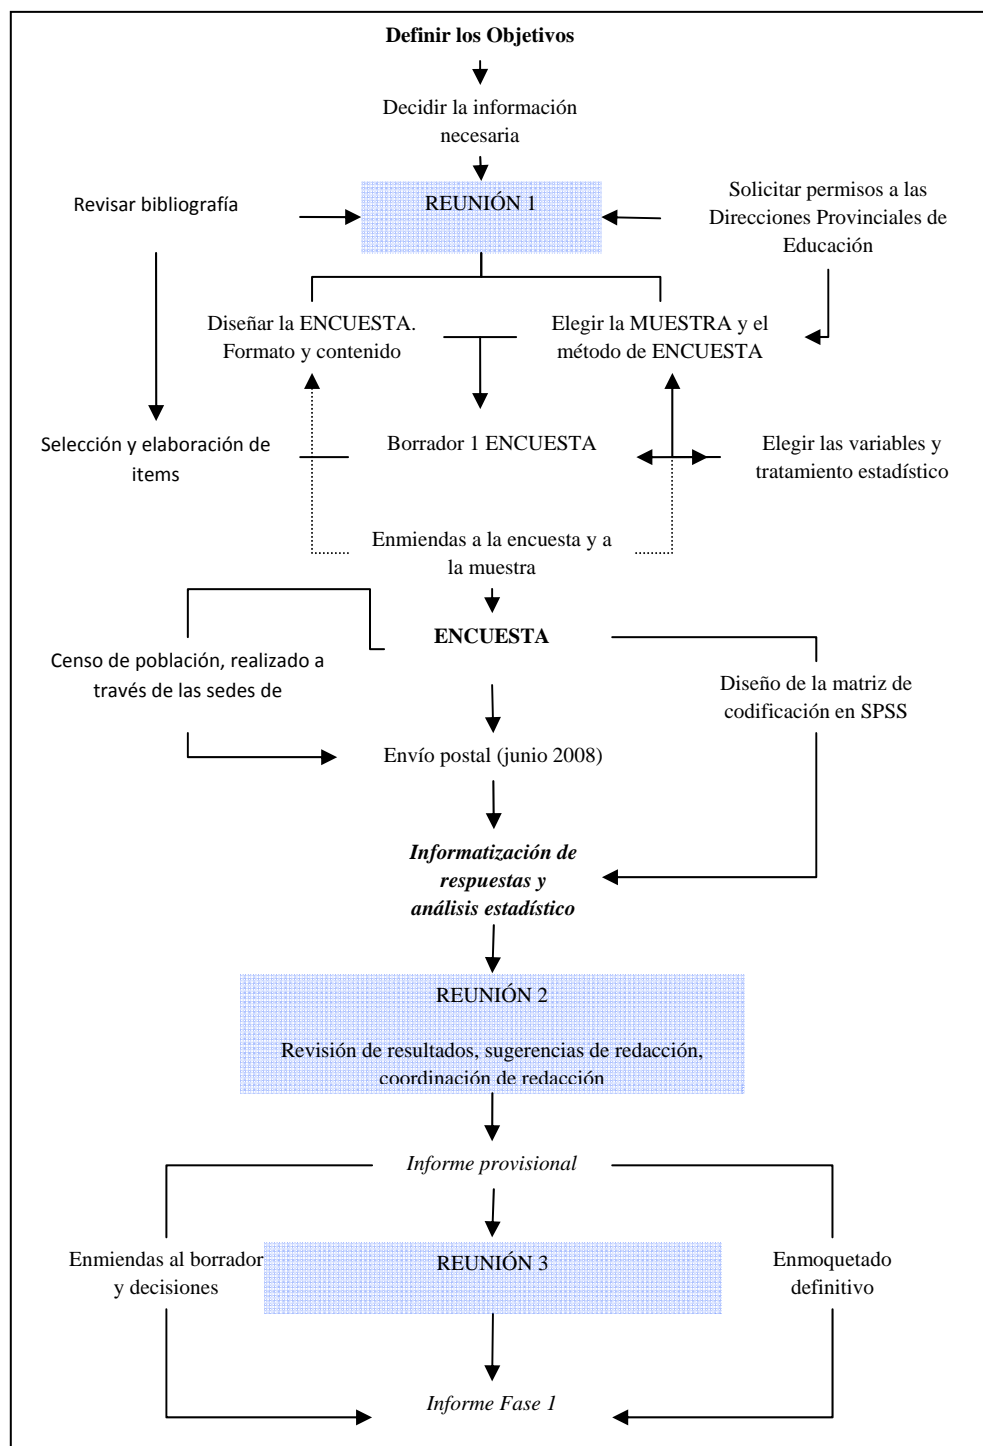 Definir los Objetivos
Decidir la información
necesaria
Revisar bibliografía
REUNIÓN 1
Solicitar permisos a las
Direcciones Provinciales de
Educación
Diseñar la ENCUESTA.
Formato y contenido
Elegir la MUESTRA y el
método de ENCUESTA
Selección y elaboración de
items
Borrador 1 ENCUESTA
Elegir las variables y
tratamiento estadístico
Enmiendas a la encuesta y a
la muestra
ENCUESTA
Censo de población, realizado a
través de las sedes de
Diseño de la matriz de
codificación en SPSS
Envío postal (junio 2008)
Informatización de
respuestas y
análisis estadístico
REUNIÓN 2
Revisión de resultados, sugerencias de redacción,
coordinación de redacción
Informe provisional
Enmiendas al borrador
y decisiones
REUNIÓN 3
Enmoquetado
definitivo
Informe Fase 1